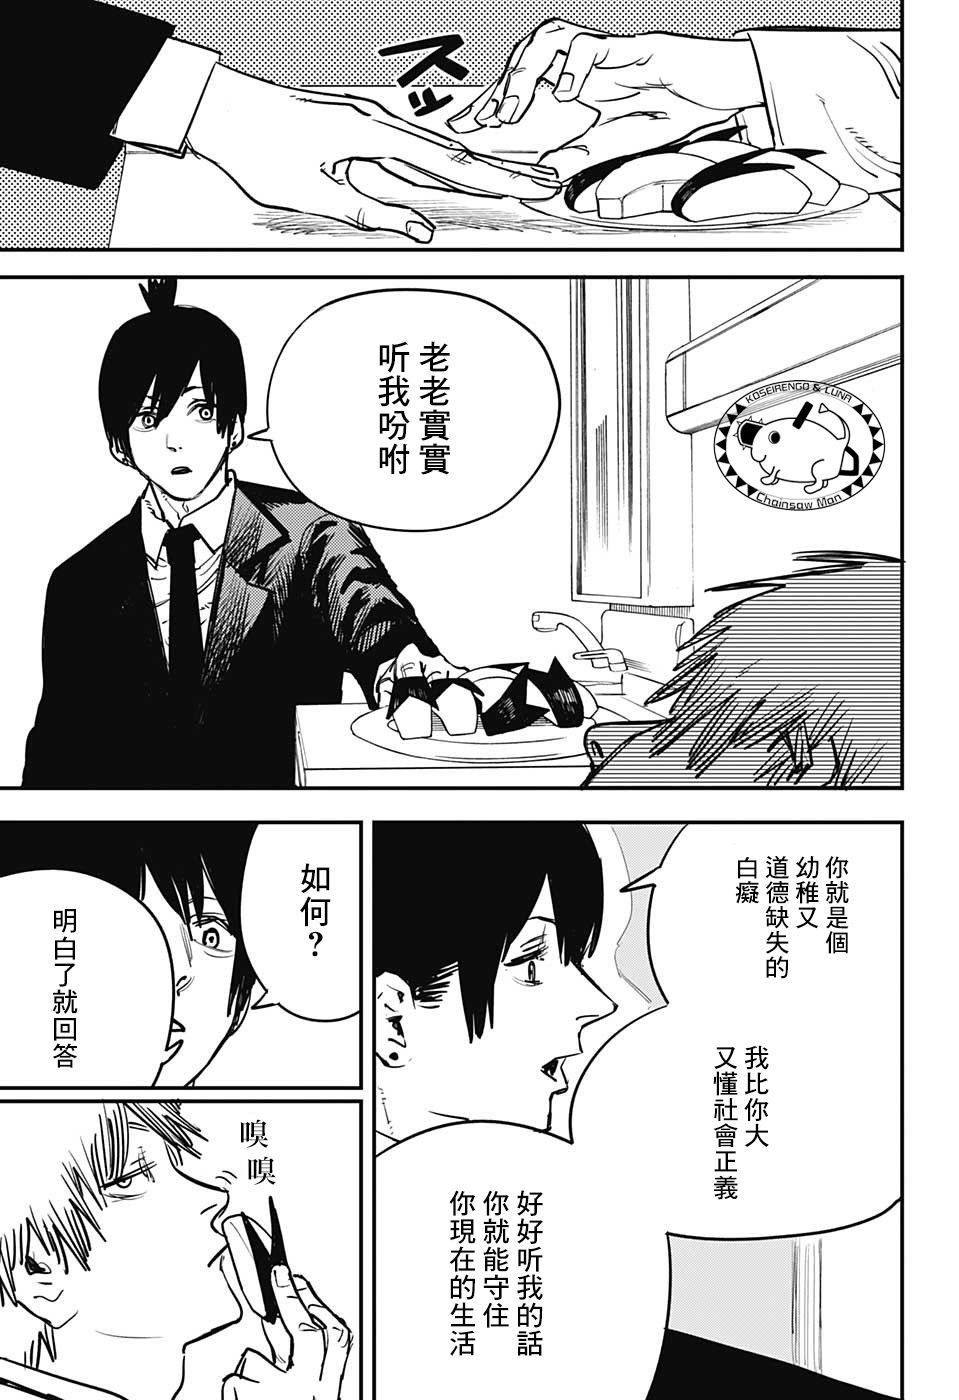 ズッ
老老實實
听我吩咐
KOSEIRENGO & LUNA
Chainsaw Man
你就是個
幼稚又
道德缺失的
白癡
我比你大
又懂社會正義
好好听我的話
你就能守住
你現在的生活
如何?
明白了就回答
嗅
嗅